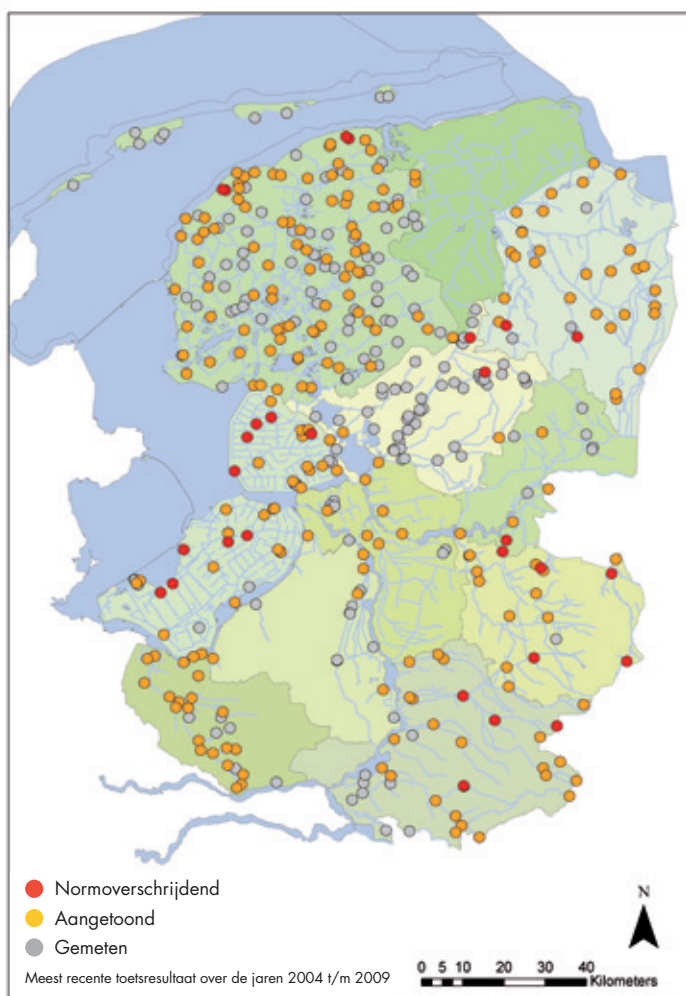 Normoverschrijdend
Aangetoond
Gemeten
Meest recente toetsresultaat over de jaren 2004 t/m 2009
N
0 5 10 20 30 40
Kilometers